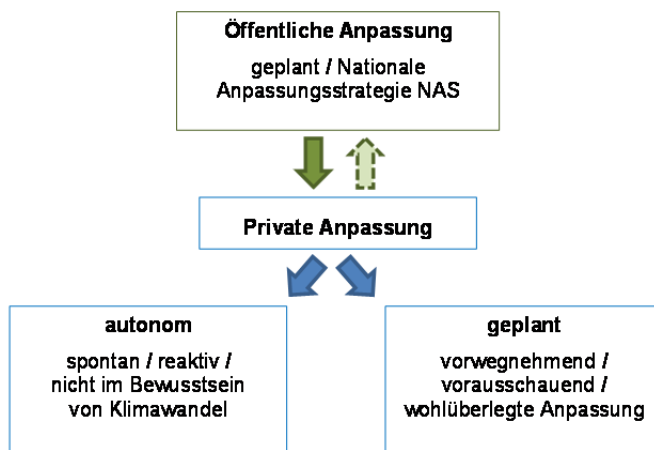 Öffentliche Anpassung
geplant / Nationale
Anpassungsstrategie NAS
Private Anpassung
autonom
spontan / reaktiv /
nicht im Bewusstsein
von Klimawandel
geplant
vorwegnehmend /
vorausschauend /
wohlüberlegte Anpassung